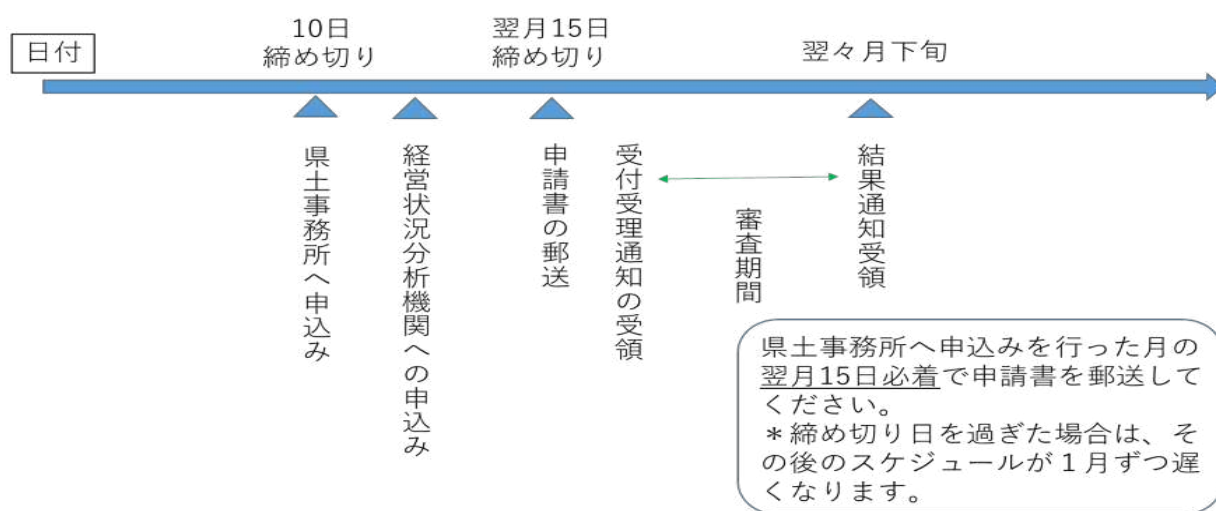 日付
10日
締め切り
翌月15日
締め切り
翌々月下旬
県土事務所へ申込み
経営状況分析機関への申込み
申請書の郵送
受付受理通知の受領
審査期間
結果通知受領
県土事務所へ申込みを行った月の
翌月15日必着で申請書を郵送して
ください。
＊締め切り日を過ぎた場合は、そ
の後のスケジュールが１月ずつ遅
くなります。